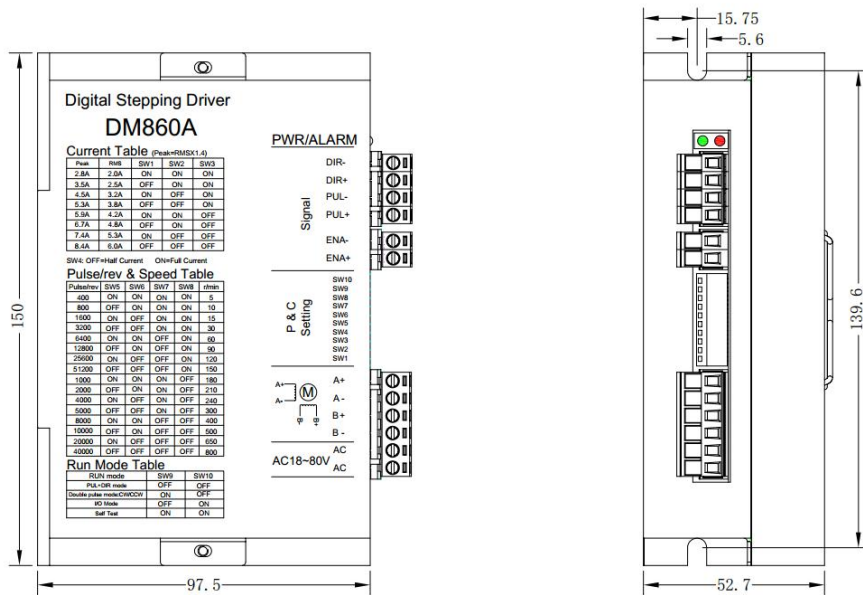 Digital Stepping Driver
DM860A
Current Table (Peak=RMSX1.4)
Peak RMS SW1 SW2 SW3
2.8A 2.0A ON ON ON
3.5A 2.5A OFF ON ON
4.5A 3.2A ON OFF ON
5.3A 3.8A OFF OFF ON
5.9A 4.2A ON ON OFF
6.7A 4.8A OFF ON OFF
7.4A 5.3A ON OFF OFF
8.4A 6.0A OFF OFF OFF
SW4: OFF=Half Current ON=Full Current
Pulse/rev & Speed Table
Pulse/rev SW5 SW6 SW7 SW8 r/min
400 ON ON ON ON 5
800 OFF ON ON ON 10
1600 ON OFF ON ON 15
3200 OFF OFF ON ON 30
6400 ON ON OFF ON 60
12800 OFF ON OFF ON 90
25600 ON OFF OFF ON 120
51200 OFF OFF OFF ON 150
1000 ON ON ON OFF 180
2000 OFF ON ON OFF 210
4000 ON OFF ON OFF 240
5000 OFF OFF ON OFF 300
8000 ON ON OFF OFF 400
10000 OFF ON OFF OFF 500
20000 ON OFF OFF OFF 650
40000 OFF OFF OFF OFF 800
Run Mode Table
RUN mode SW9 SW10
PUL+DIR mode OFF OFF
Double pulse mode:CW/CCW ON OFF
I/O Mode OFF ON
Self Test ON ON
PWR/ALARM
DIR-
DIR+
PUL-
PUL+
ENA-
ENA+
Signal
SW10
SW9
SW8
SW7
SW6
SW5
SW4
SW3
SW2
SW1
P & C
Setting
A+
A-
M
B-
B+
A+
A -
B+
B -
AC18~80V
AC
AC
150
97.5
15.75
5.6
139.6
52.7